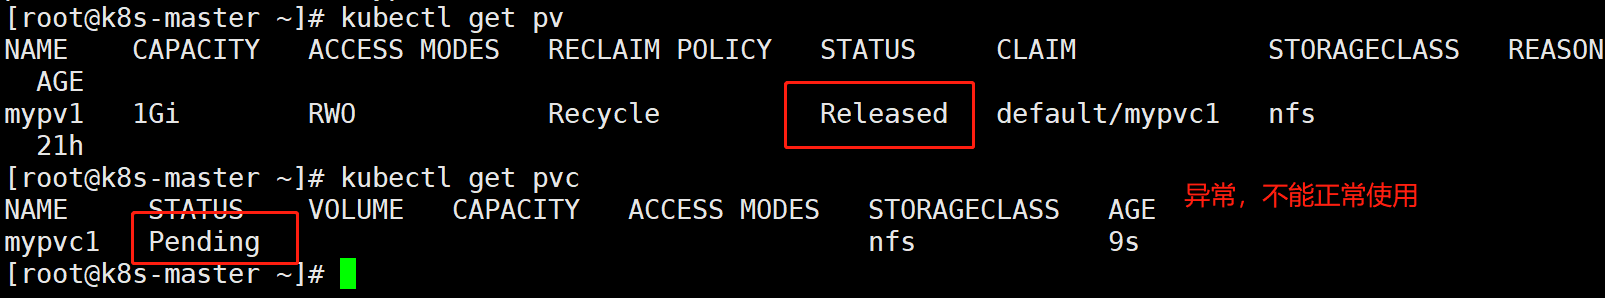 [root@k8s-master ~]# kubectl get pv
NAME CAPACITY ACCESS MODES RECLAIM POLICY STATUS CLAIM STORAGECLASS REASON
AGE
mypv1 1Gi RWO Recycle Released default/mypvc1 nfs
21h
[root@k8s-master ~]# kubectl get pvc
NAME STATUS VOLUME CAPACITY ACCESS MODES STORAGECLASS AGE
异常，不能正常使用
mypvc1 Pending nfs 9s
[root@k8s-master ~]#